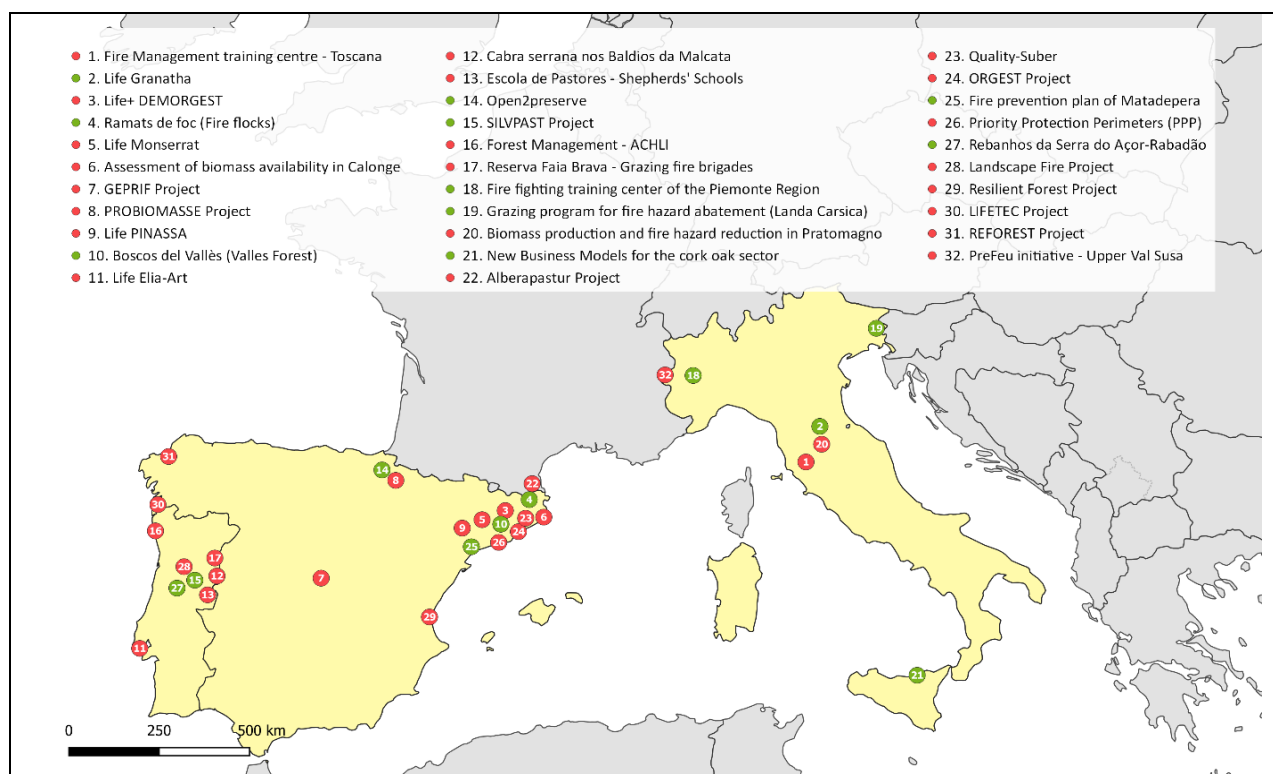 1. Fire Management training centre - Toscana
2. Life Granatha
3. Life+ DEMORGEST
4. Ramats de foc (Fire flocks)
5. Life Monserrat
6. Assessment of biomass availability in Calonge
7. GEPRIF Project
8. PROBIOMASSE Project
9. Life PINASSA
10. Boscos del Vallès (Valles Forest)
11. Life Elia-Art
12. Cabra serrana nos Baldios da Malcata
13. Escola de Pastores - Shepherds' Schools
14. Open2preserve
15. SILVPAST Project
16. Forest Management - ACHLI
17. Reserva Faia Brava - Grazing fire brigades
18. Fire fighting training center of the Piemonte Region
19. Grazing program for fire hazard abatement (Landa Carsica)
20. Biomass production and fire hazard reduction in Pratomagno
21. New Business Models for the cork oak sector
22. Alberapastur Project
23. Quality-Suber
24. ORGEST Project
25. Fire prevention plan of Matadepera
26. Priority Protection Perimeters (PPP)
27. Rebanhos da Serra do Açor-Rabadão
28. Landscape Fire Project
29. Resilient Forest Project
30. LIFETEC Project
31. REFOREST Project
32. PreFeu initiative - Upper Val Susa
19
32
18
2
20
1
31
14
8
22
4
30
3
5
23
6
10
9
24
16
26
25
17
28
12
15
7
27
13
29
11
21
0 250 500 km